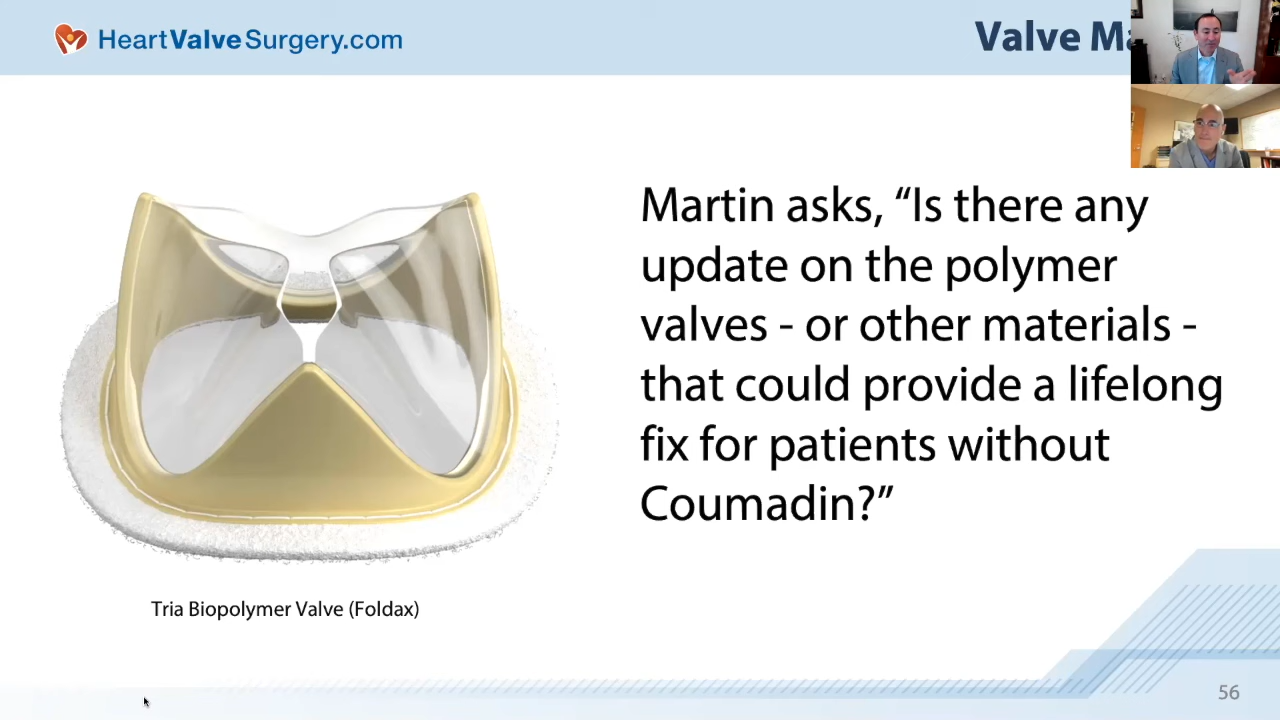 HeartValveSurgery.com
Valve
Martin asks, “Is there any
update on the polymer
valves - or other materials -
that could provide a lifelong
fix for patients without
Coumadin?”
Tria Biopolymer Valve (Foldax)
56